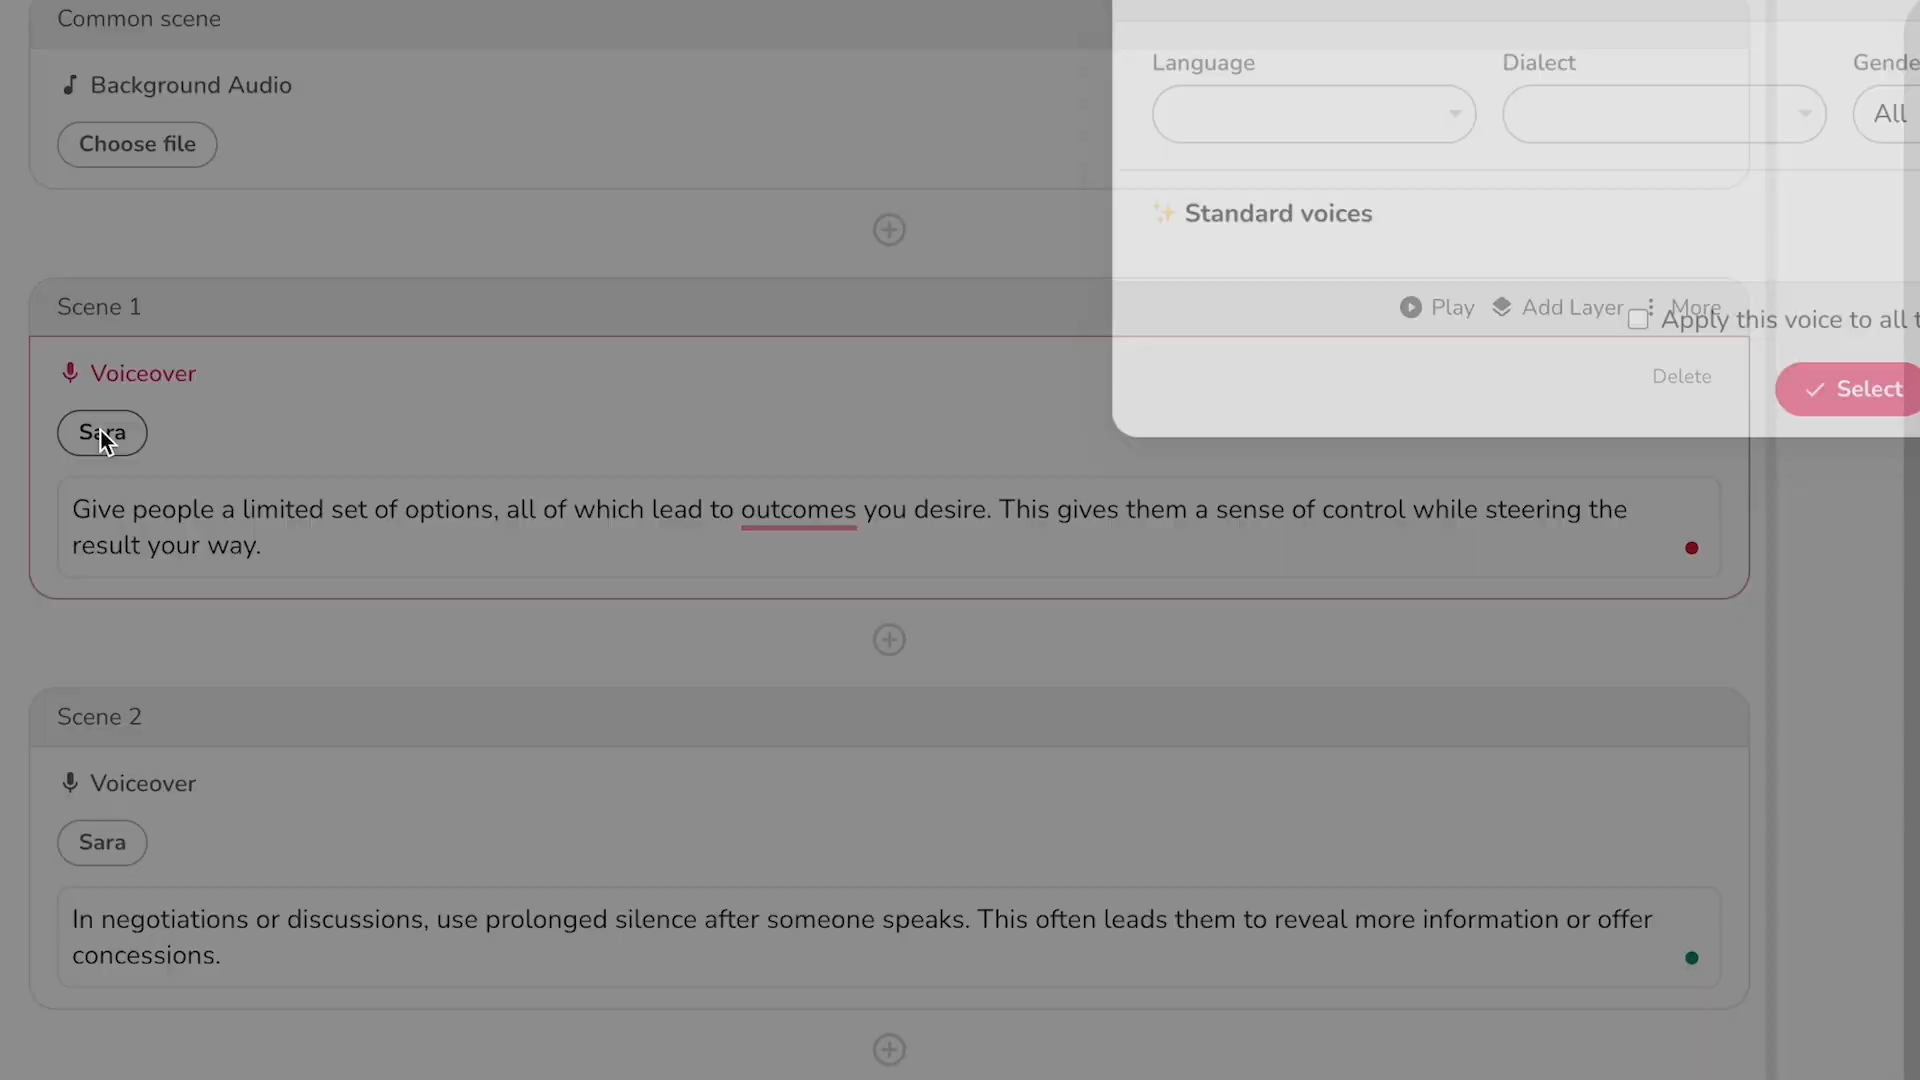 Common scene
Background Audio
Choose file
Language
Dialect
Gende
All
Standard voices
Scene 1
Play
Add Layer
More
Apply this voice to all t
Voiceover
Delete
Select
Sara
Give people a limited set of options, all of which lead to outcomes you desire. This gives them a sense of control while steering the
result your way.
Scene 2
Voiceover
Sara
In negotiations or discussions, use prolonged silence after someone speaks. This often leads them to reveal more information or offer
concessions.